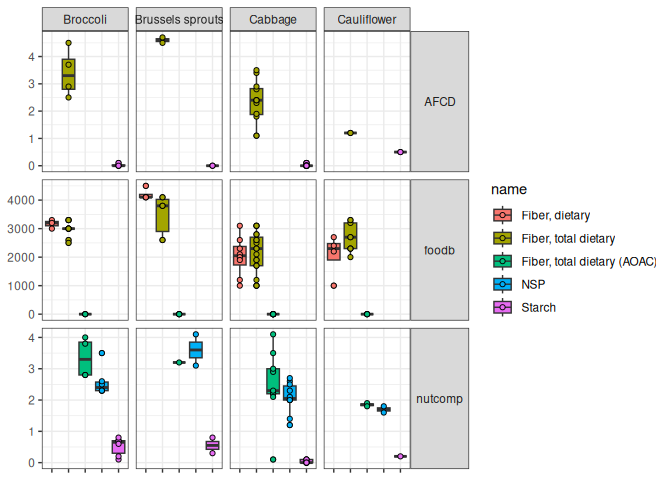 Broccoli Brussels sprouts Cabbage Cauliflower
4
3
2
1
0
AFCD
4000
3000
2000
1000
0
foodb
4
3
2
1
0
nutcomp
name
Fiber, dietary
Fiber, total dietary
Fiber, total dietary (AOAC)
NSP
Starch